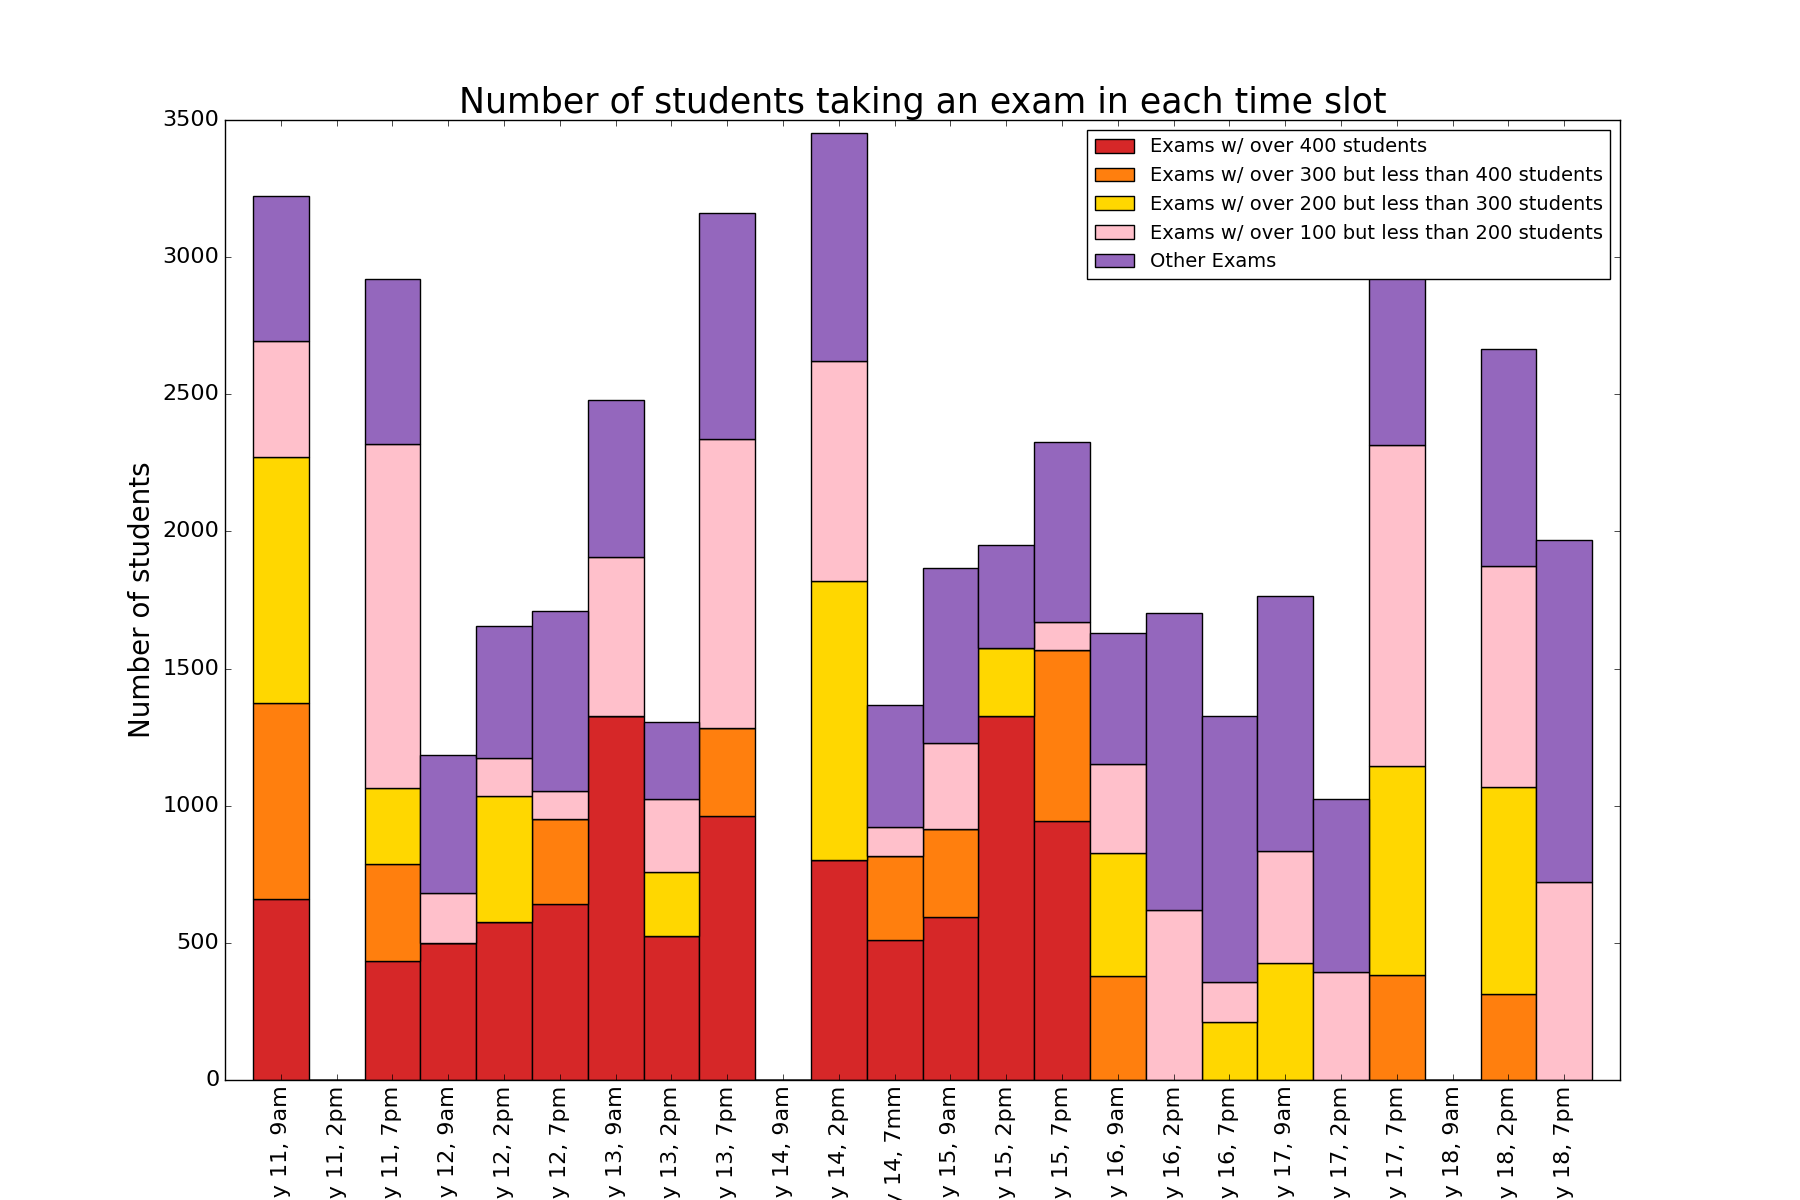 Number of students taking an exam in each time slot
3500
3000
2500
2000
1500
1000
500
0
Number of students
Exams w/ over 400 students
Exams w/ over 300 but less than 400 students
Exams w/ over 200 but less than 300 students
Exams w/ over 100 but less than 200 students
Other Exams
y 11, 9am
y 11, 2pm
y 11, 7pm
y 12, 9am
y 12, 2pm
y 12, 7pm
y 13, 9am
y 13, 2pm
y 13, 7pm
y 14, 9am
y 14, 2pm
y 14, 7mm
y 15, 9am
y 15, 2pm
y 15, 7pm
y 16, 9am
y 16, 2pm
y 16, 7pm
y 17, 9am
y 17, 2pm
y 17, 7pm
y 18, 9am
y 18, 2pm
y 18, 7pm